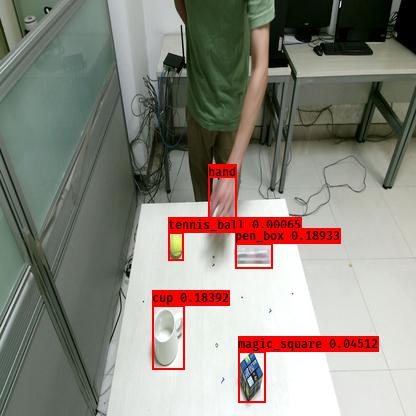 hand
tennis_ball 0.00065
pen_box 0.18933
cup 0.18392
magic_square 0.04512